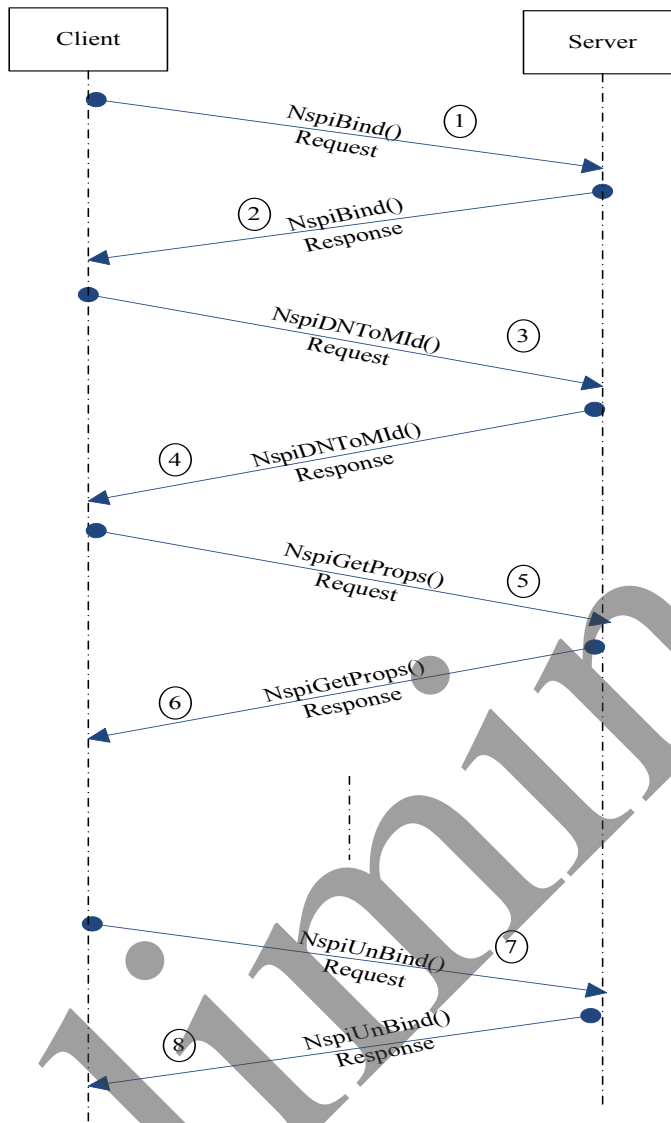 Client
Server
NspiBind()
Request
1
2
NspiBind()
Response
NspiDNToMId()
Request
3
NspiDNToMId()
Response
4
NspiGetProps()
Request
5
NspiGetProps()
Response
6
NspiUnBind()
Request
7
NspiUnBind()
Response
8